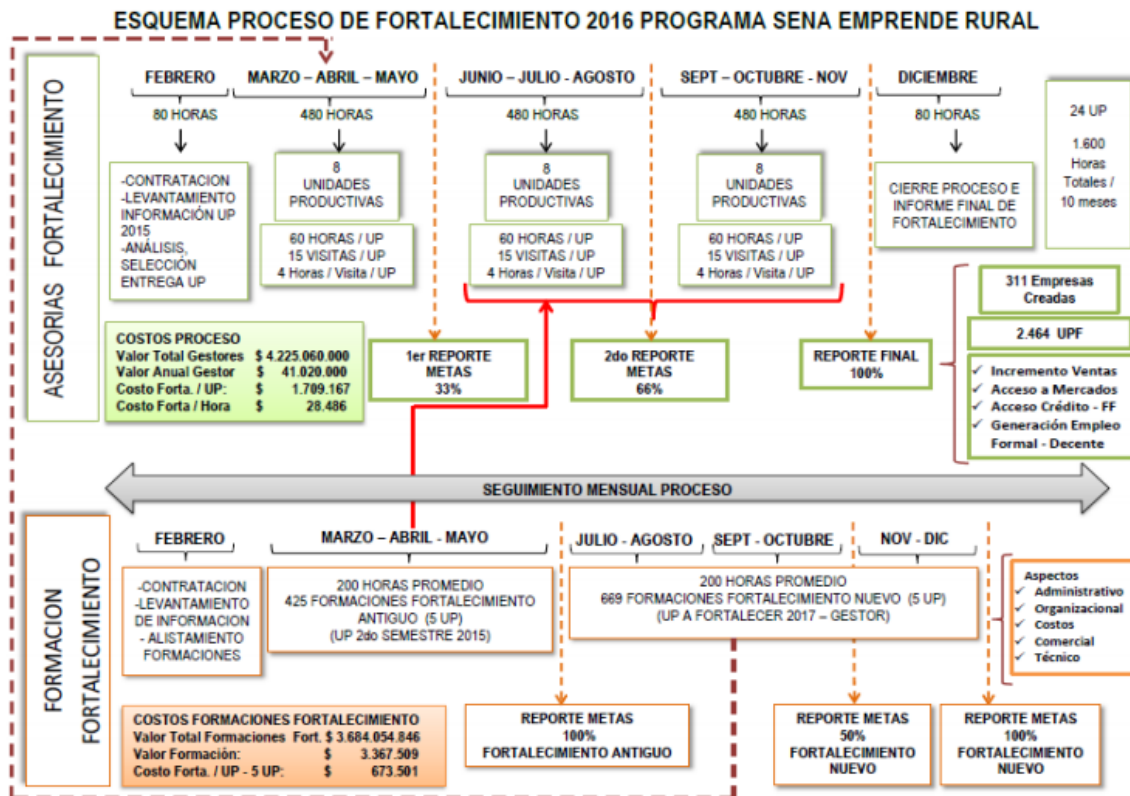 ESQUEMA PROCESO DE FORTALECIMIENTO 2016 PROGRAMA SENA EMPRENDE RURAL
ASESORIAS FORTALECIMIENTO
FEBRERO
MARZO – ABRIL – MAYO
JUNIO – JULIO - AGOSTO
SEPT – OCTUBRE - NOV
DICIEMBRE
80 HORAS
480 HORAS
480 HORAS
480 HORAS
80 HORAS
-CONTRATACION
-LEVANTAMIENTO
INFORMACIÓN UP
2015
-ANÁLISIS,
SELECCIÓN
ENTREGA UP
8
UNIDADES
PRODUCTIVAS
60 HORAS / UP
15 VISITAS / UP
4 Horas / Visita / UP
8
UNIDADES
PRODUCTIVAS
60 HORAS / UP
15 VISITAS / UP
4 Horas / Visita / UP
8
UNIDADES
PRODUCTIVAS
60 HORAS / UP
15 VISITAS / UP
4 Horas / Visita / UP
CIERRE PROCESO E
INFORME FINAL DE
FORTALECIMIENTO
24 UP
1.600
Horas
Totales /
10 meses
COSTOS PROCESO
Valor Total Gestores $ 4.225.060.000
Valor Anual Gestor $ 41.020.000
Costo Forta. / UP: $ 1.709.167
Costo Forta / Hora $ 28.486
1er REPORTE
METAS
33%
2do REPORTE
METAS
66%
REPORTE FINAL
100%
311 Empresas
Creadas
2.464 UPF
✓ Incremento Ventas
✓ Acceso a Mercados
✓ Acceso Crédito - FF
✓ Generación Empleo
Formal - Decente
SEGUIMIENTO MENSUAL PROCESO
FORMACION
FORTALECIMIENTO
FEBRERO
MARZO – ABRIL - MAYO
JULIO - AGOSTO
SEPT - OCTUBRE
NOV - DIC
-CONTRATACION
-LEVANTAMIENTO
DE INFORMACION
- ALISTAMIENTO
FORMACIONES
200 HORAS PROMEDIO
425 FORMACIONES FORTALECIMIENTO
ANTIGUO (5 UP)
(UP 2do SEMESTRE 2015)
200 HORAS PROMEDIO
669 FORMACIONES FORTALECIMIENTO NUEVO (5 UP)
(UP A FORTALECER 2017 – GESTOR)
Aspectos
✓ Administrativo
✓ Organizacional
✓ Costos
✓ Comercial
✓ Técnico
COSTOS FORMACIONES FORTALECIMIENTO
Valor Total Formaciones Fort. $ 3.684.054.846
Valor Formación: $ 3.367.509
Costo Forta. / UP - 5 UP: $ 673.501
REPORTE METAS
100%
FORTALECIMIENTO ANTIGUO
REPORTE METAS
50%
FORTALECIMIENTO
NUEVO
REPORTE METAS
100%
FORTALECIMIENTO
NUEVO